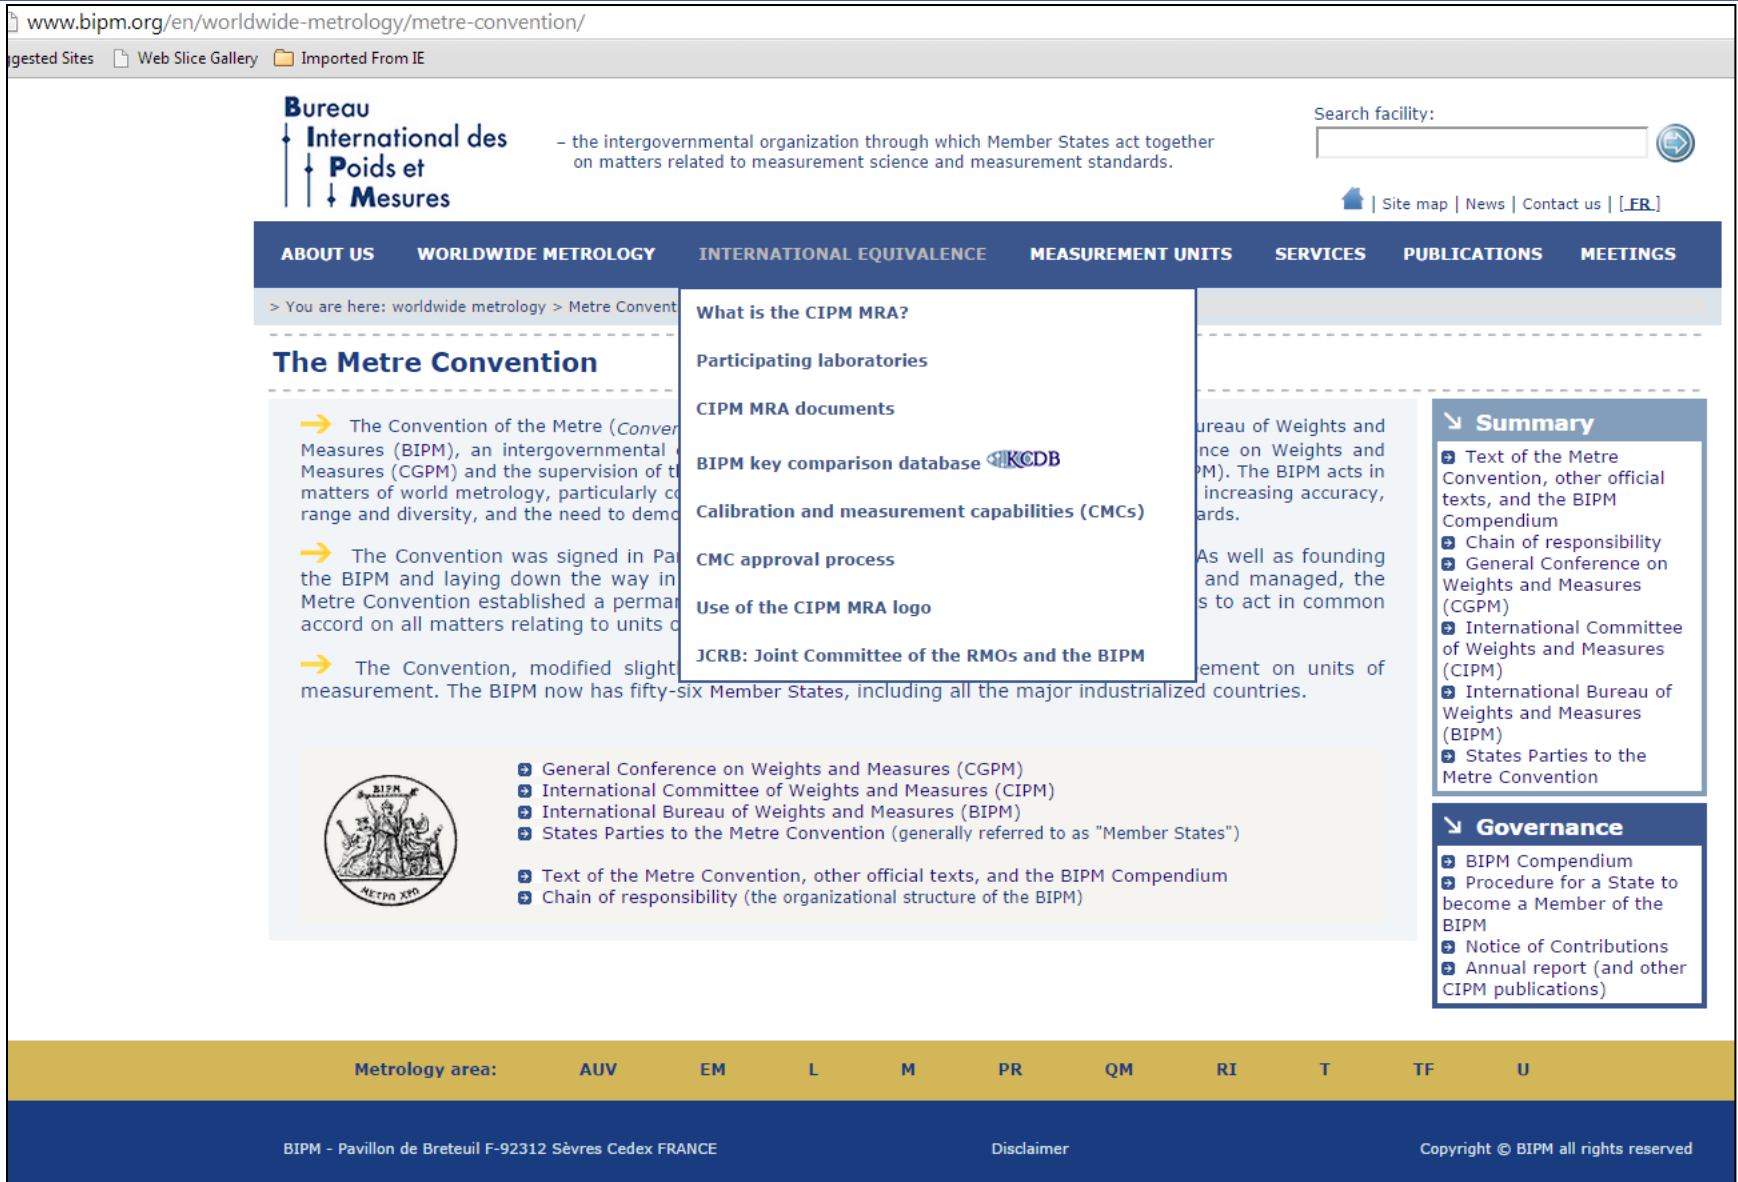 www.bipm.org/en/worldwide-metrology/metre-convention/
ggested Sites Web Slice Gallery Imported From IE
Bureau
International des
Poids et
Mesures
– the intergovernmental organization through which Member States act together
on matters related to measurement science and measurement standards.
Search facility:
| Site map | News | Contact us | [ FR ]
ABOUT US WORLDWIDE METROLOGY INTERNATIONAL EQUIVALENCE MEASUREMENT UNITS SERVICES PUBLICATIONS MEETINGS
> You are here: worldwide metrology > Metre Convent
What is the CIPM MRA?
Participating laboratories
CIPM MRA documents
BIPM key comparison database KCDB
Calibration and measurement capabilities (CMCs)
CMC approval process
Use of the CIPM MRA logo
JCRB: Joint Committee of the RMOs and the BIPM
The Metre Convention
The Convention of the Metre (Conver ureau of Weights and
Measures (BIPM), an intergovernmental nce on Weights and
Measures (CGPM) and the supervision of t PM). The BIPM acts in
matters of world metrology, particularly co increasing accuracy,
range and diversity, and the need to demo ards.
The Convention was signed in Pa As well as founding
the BIPM and laying down the way in and managed, the
Metre Convention established a perma s to act in common
accord on all matters relating to units o
The Convention, modified slight eement on units of
measurement. The BIPM now has fifty-six Member States, including all the major industrialized countries.
BIPM
ΜΕΤΡΩ ΧΡΩ
General Conference on Weights and Measures (CGPM)
International Committee of Weights and Measures (CIPM)
International Bureau of Weights and Measures (BIPM)
States Parties to the Metre Convention (generally referred to as "Member States")
Text of the Metre Convention, other official texts, and the BIPM Compendium
Chain of responsibility (the organizational structure of the BIPM)
Summary
Text of the Metre
Convention, other official
texts, and the BIPM
Compendium
Chain of responsibility
General Conference on
Weights and Measures
(CGPM)
International Committee
of Weights and Measures
(CIPM)
International Bureau of
Weights and Measures
(BIPM)
States Parties to the
Metre Convention
Governance
BIPM Compendium
Procedure for a State to
become a Member of the
BIPM
Notice of Contributions
Annual report (and other
CIPM publications)
Metrology area: AUV EM L M PR QM RI T TF U
BIPM - Pavillon de Breteuil F-92312 Sèvres Cedex FRANCE Disclaimer Copyright © BIPM all rights reserved